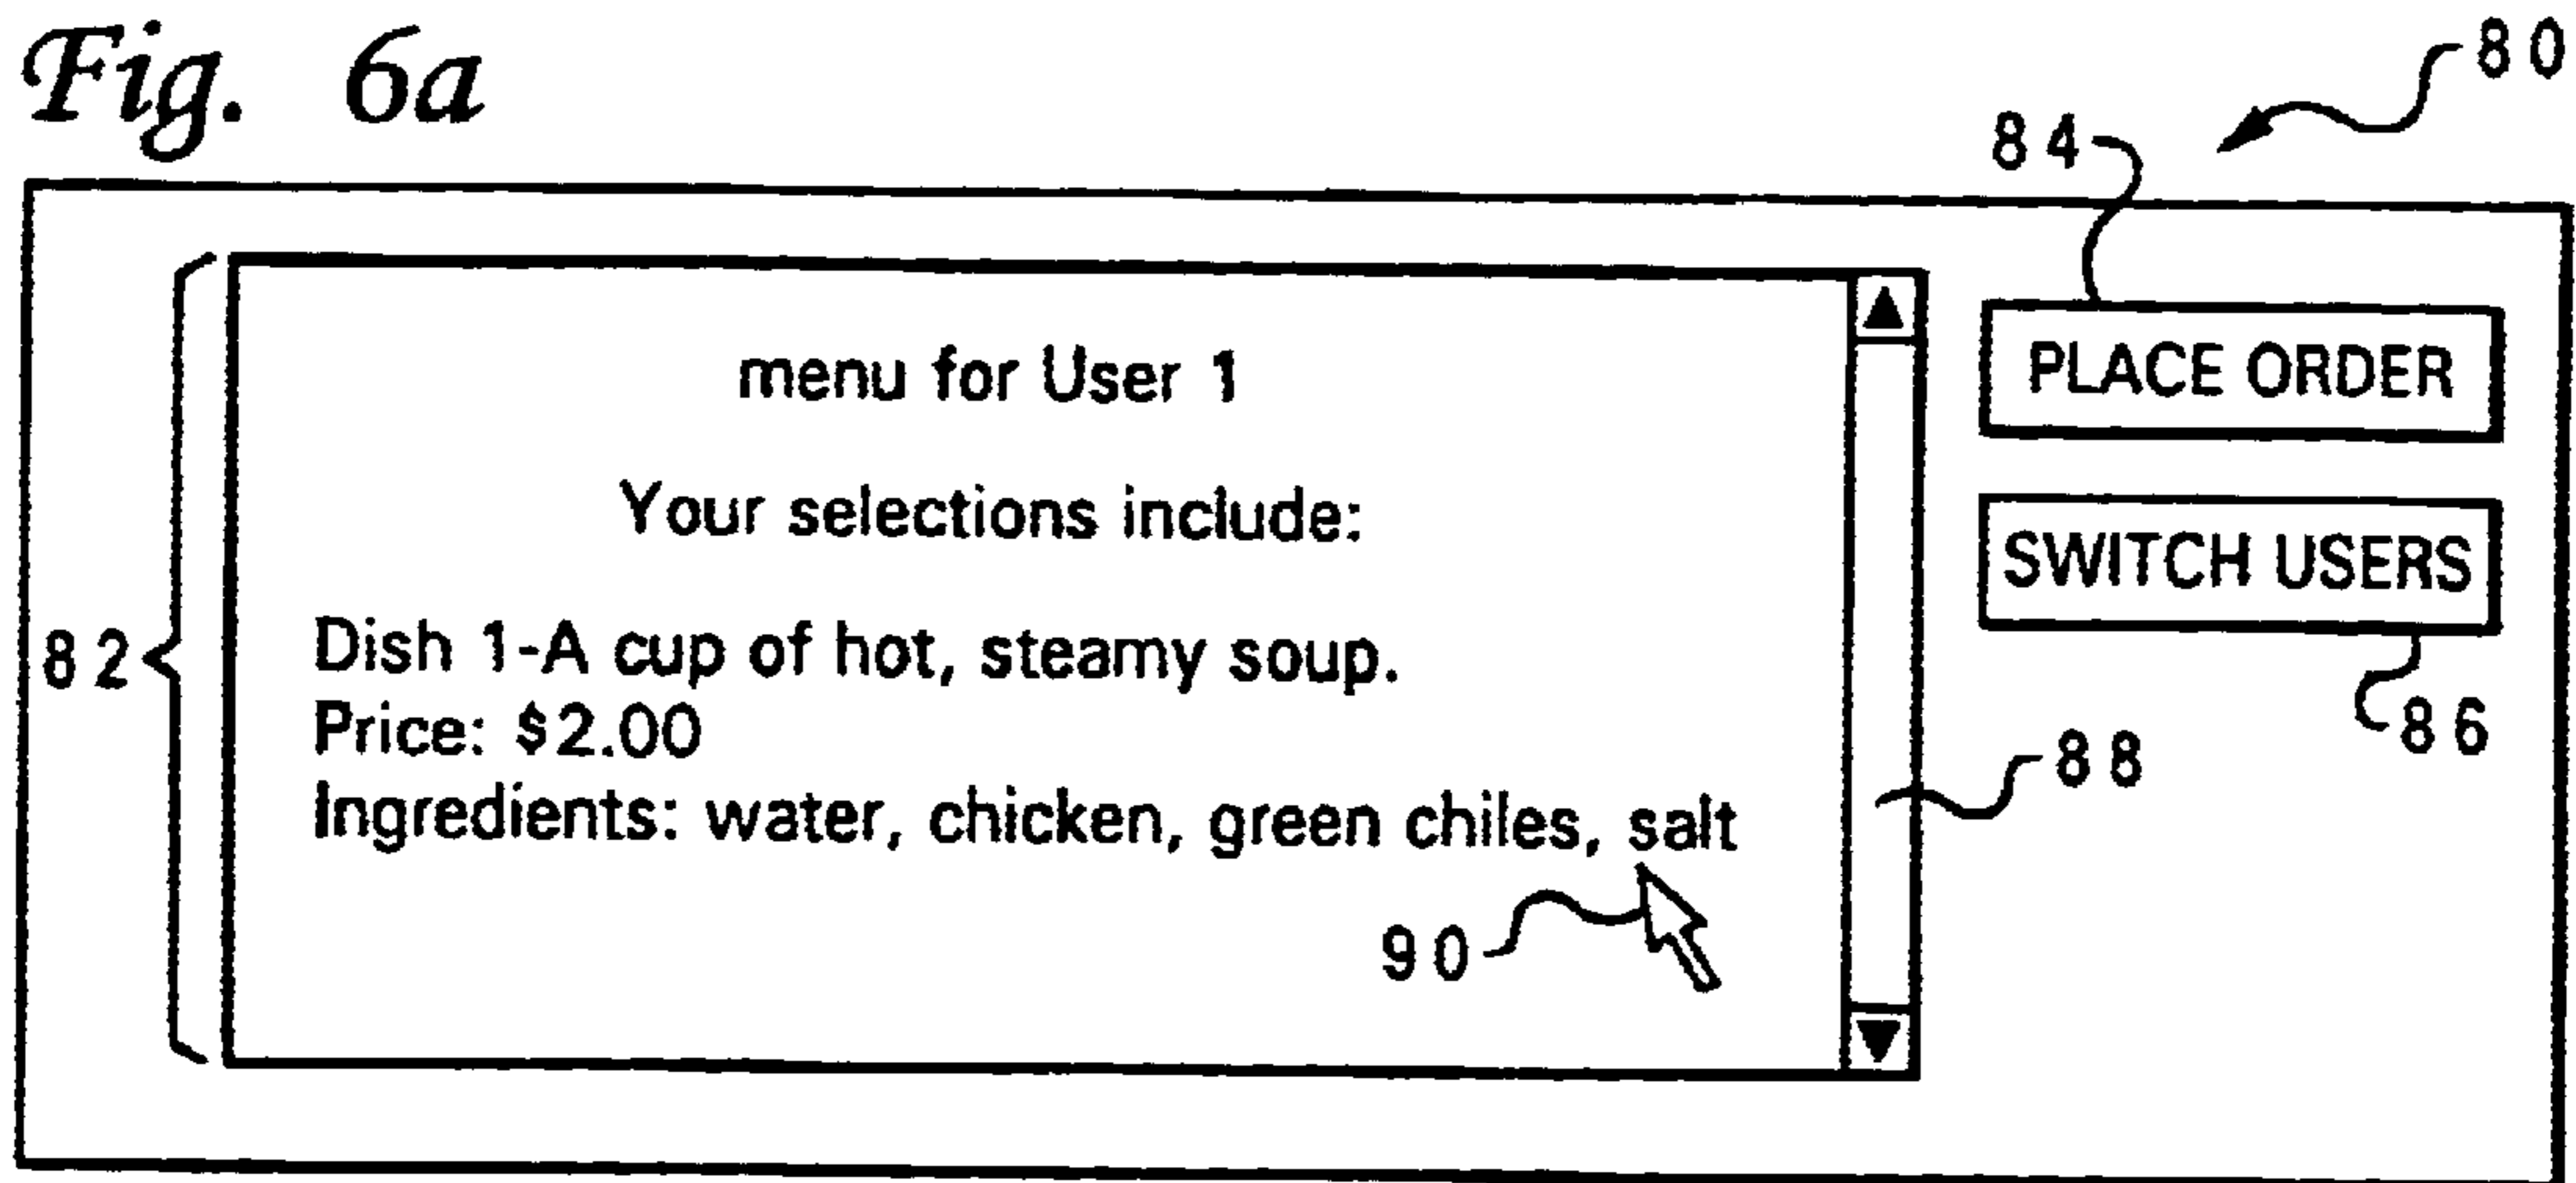 Fig. 6a
80
84
menu for User 1
PLACE ORDER
Your selections include:
SWITCH USERS
82
Dish 1-A cup of hot, steamy soup.
Price: $2.00
86
88
Ingredients: water, chicken, green chiles, salt
90